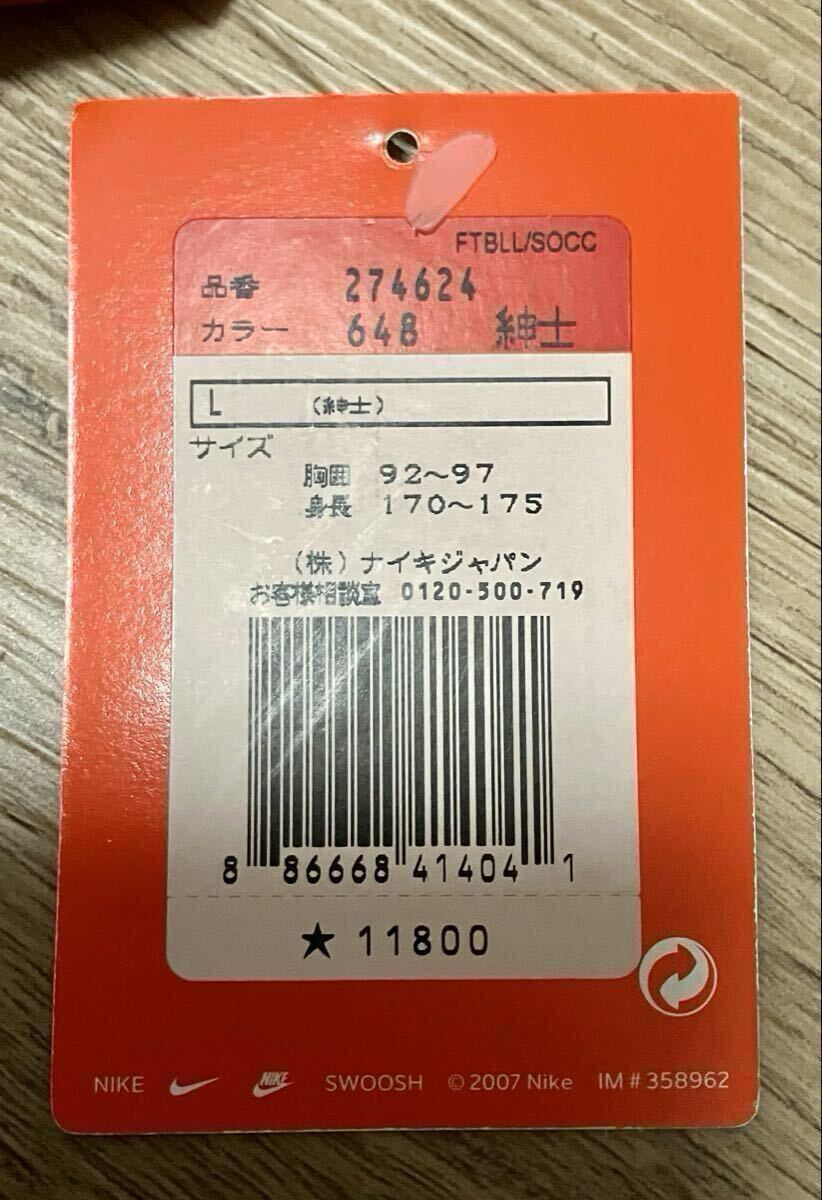 FTBLL/SOCC
品番 274624
カラー 648 紳士
L （紳士）
サイズ
胸囲 92～97
身長 170～175
（株）ナイキジャパン
お客様相談室 0120-500-719
8 86668 41404 1
★ 11800
NIKE NIKE SWOOSH © 2007 Nike IM # 358962